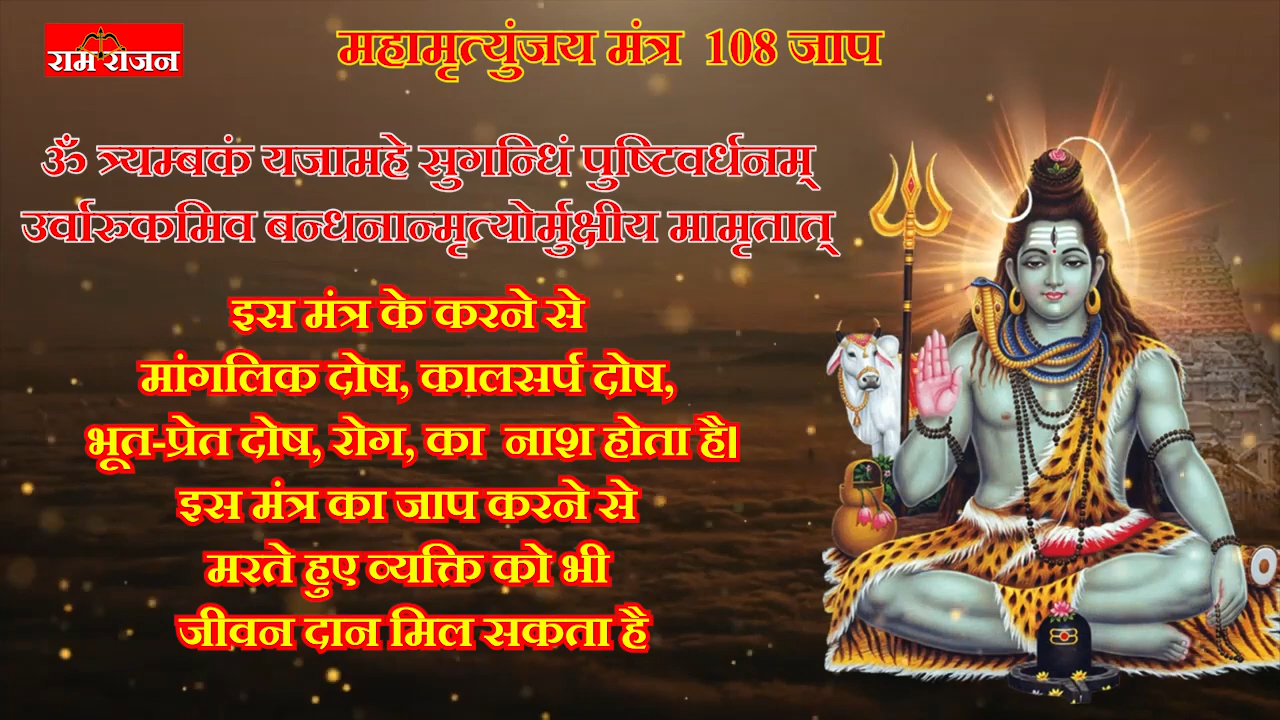 राम रोजन
महामृत्युंजय मंत्र 108 जाप
ॐ त्र्यम्बकं यजामहे सुगन्धिं पुष्टिवर्धनम्
उर्वारुकमिव बन्धनान्मृत्योर्मुक्षीय मामृतात्
इस मंत्र के करने से
मांगलिक दोष, कालसर्प दोष,
भूत-प्रेत दोष, रोग, का नाश होता है।
इस मंत्र का जाप करने से
मरते हुए व्यक्ति को भी
जीवन दान मिल सकता है